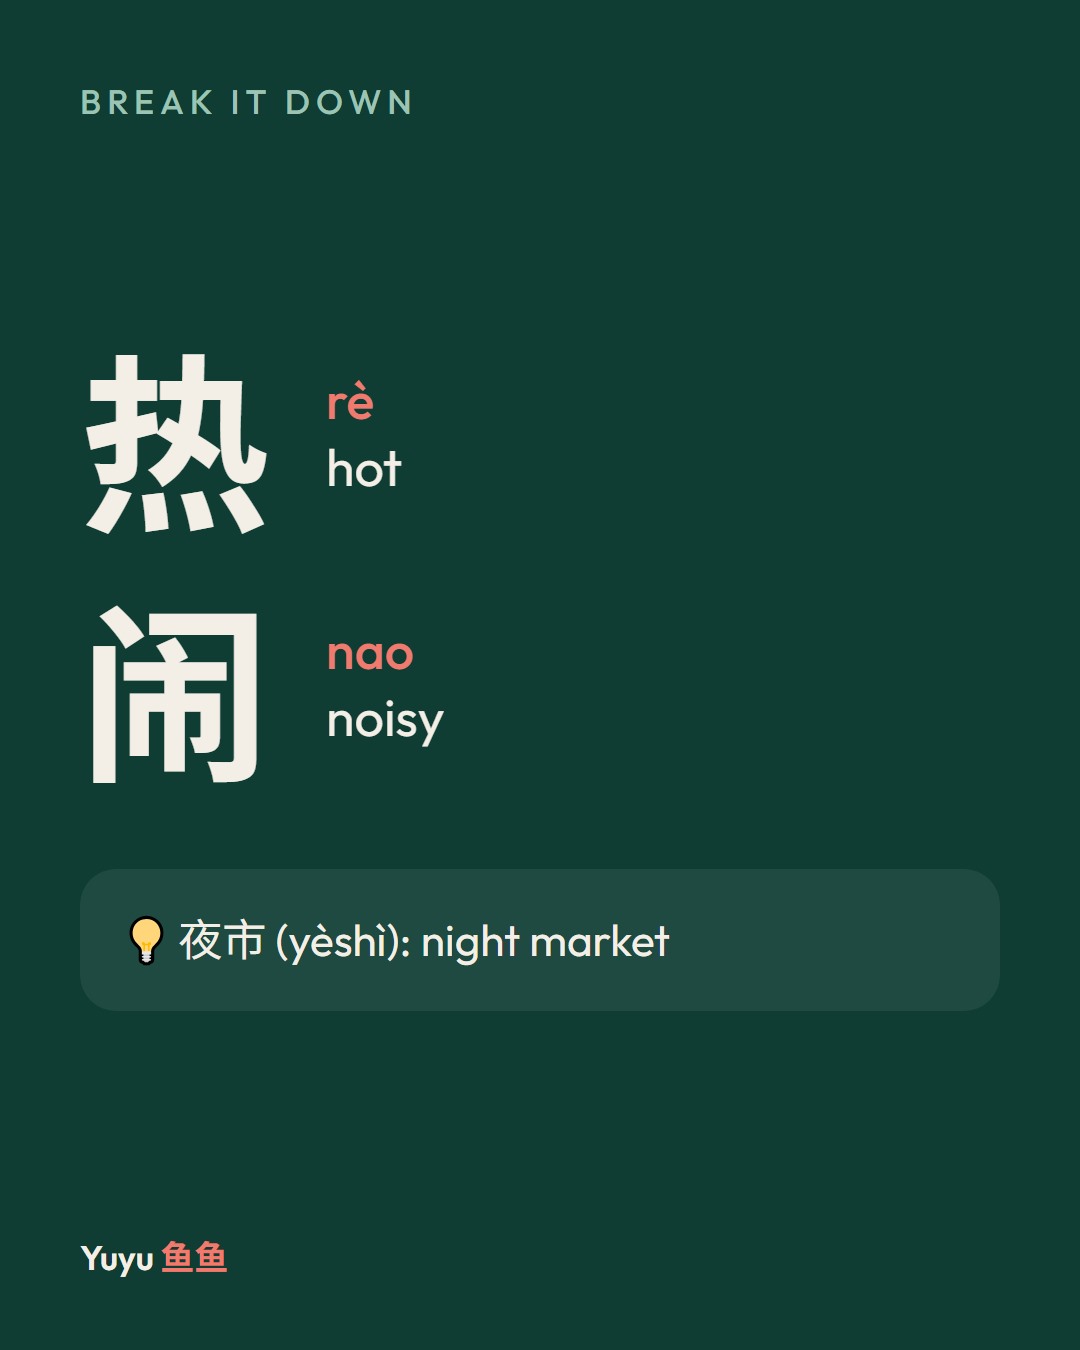 BREAK IT DOWN
热
rè
hot
闹
nao
noisy
💡 夜市 (yèshì): night market
Yuyu 鱼鱼